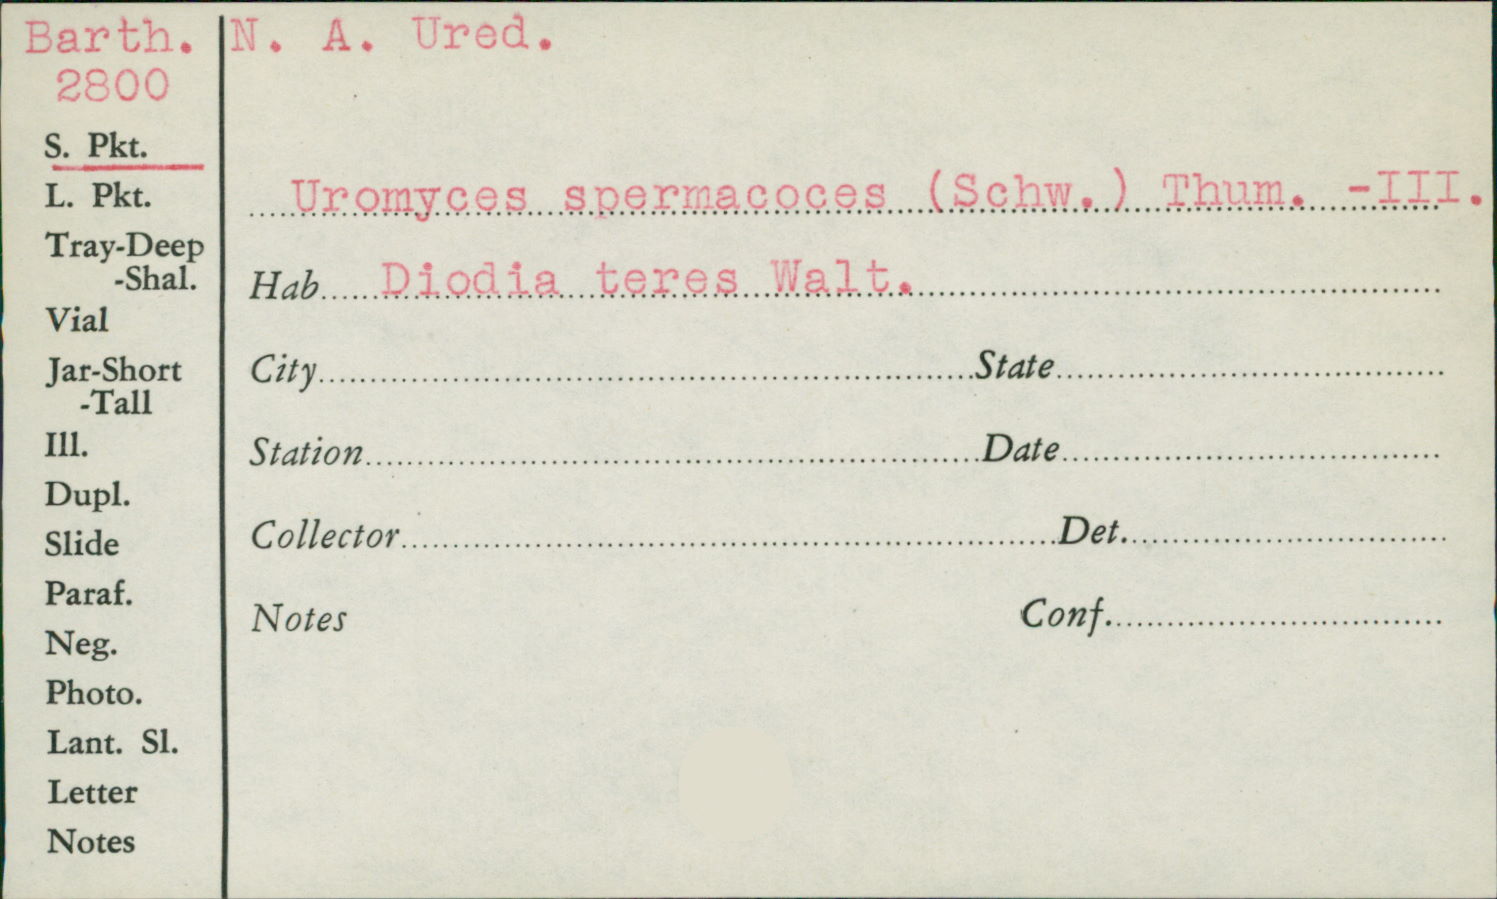 Barth. N. A. Ured.
2800
S. Pkt.
L. Pkt.
Tray-Deep
-Shal.
Vial
Jar-Short
-Tall
Ill.
Dupl.
Slide
Paraf.
Neg.
Photo.
Lant. Sl.
Letter
Notes
Uromyces spermacoces (Schw.) Thum. -III.
Hab Diodia teres Walt.
City State
Station Date
Collector Det.
Notes Conf.